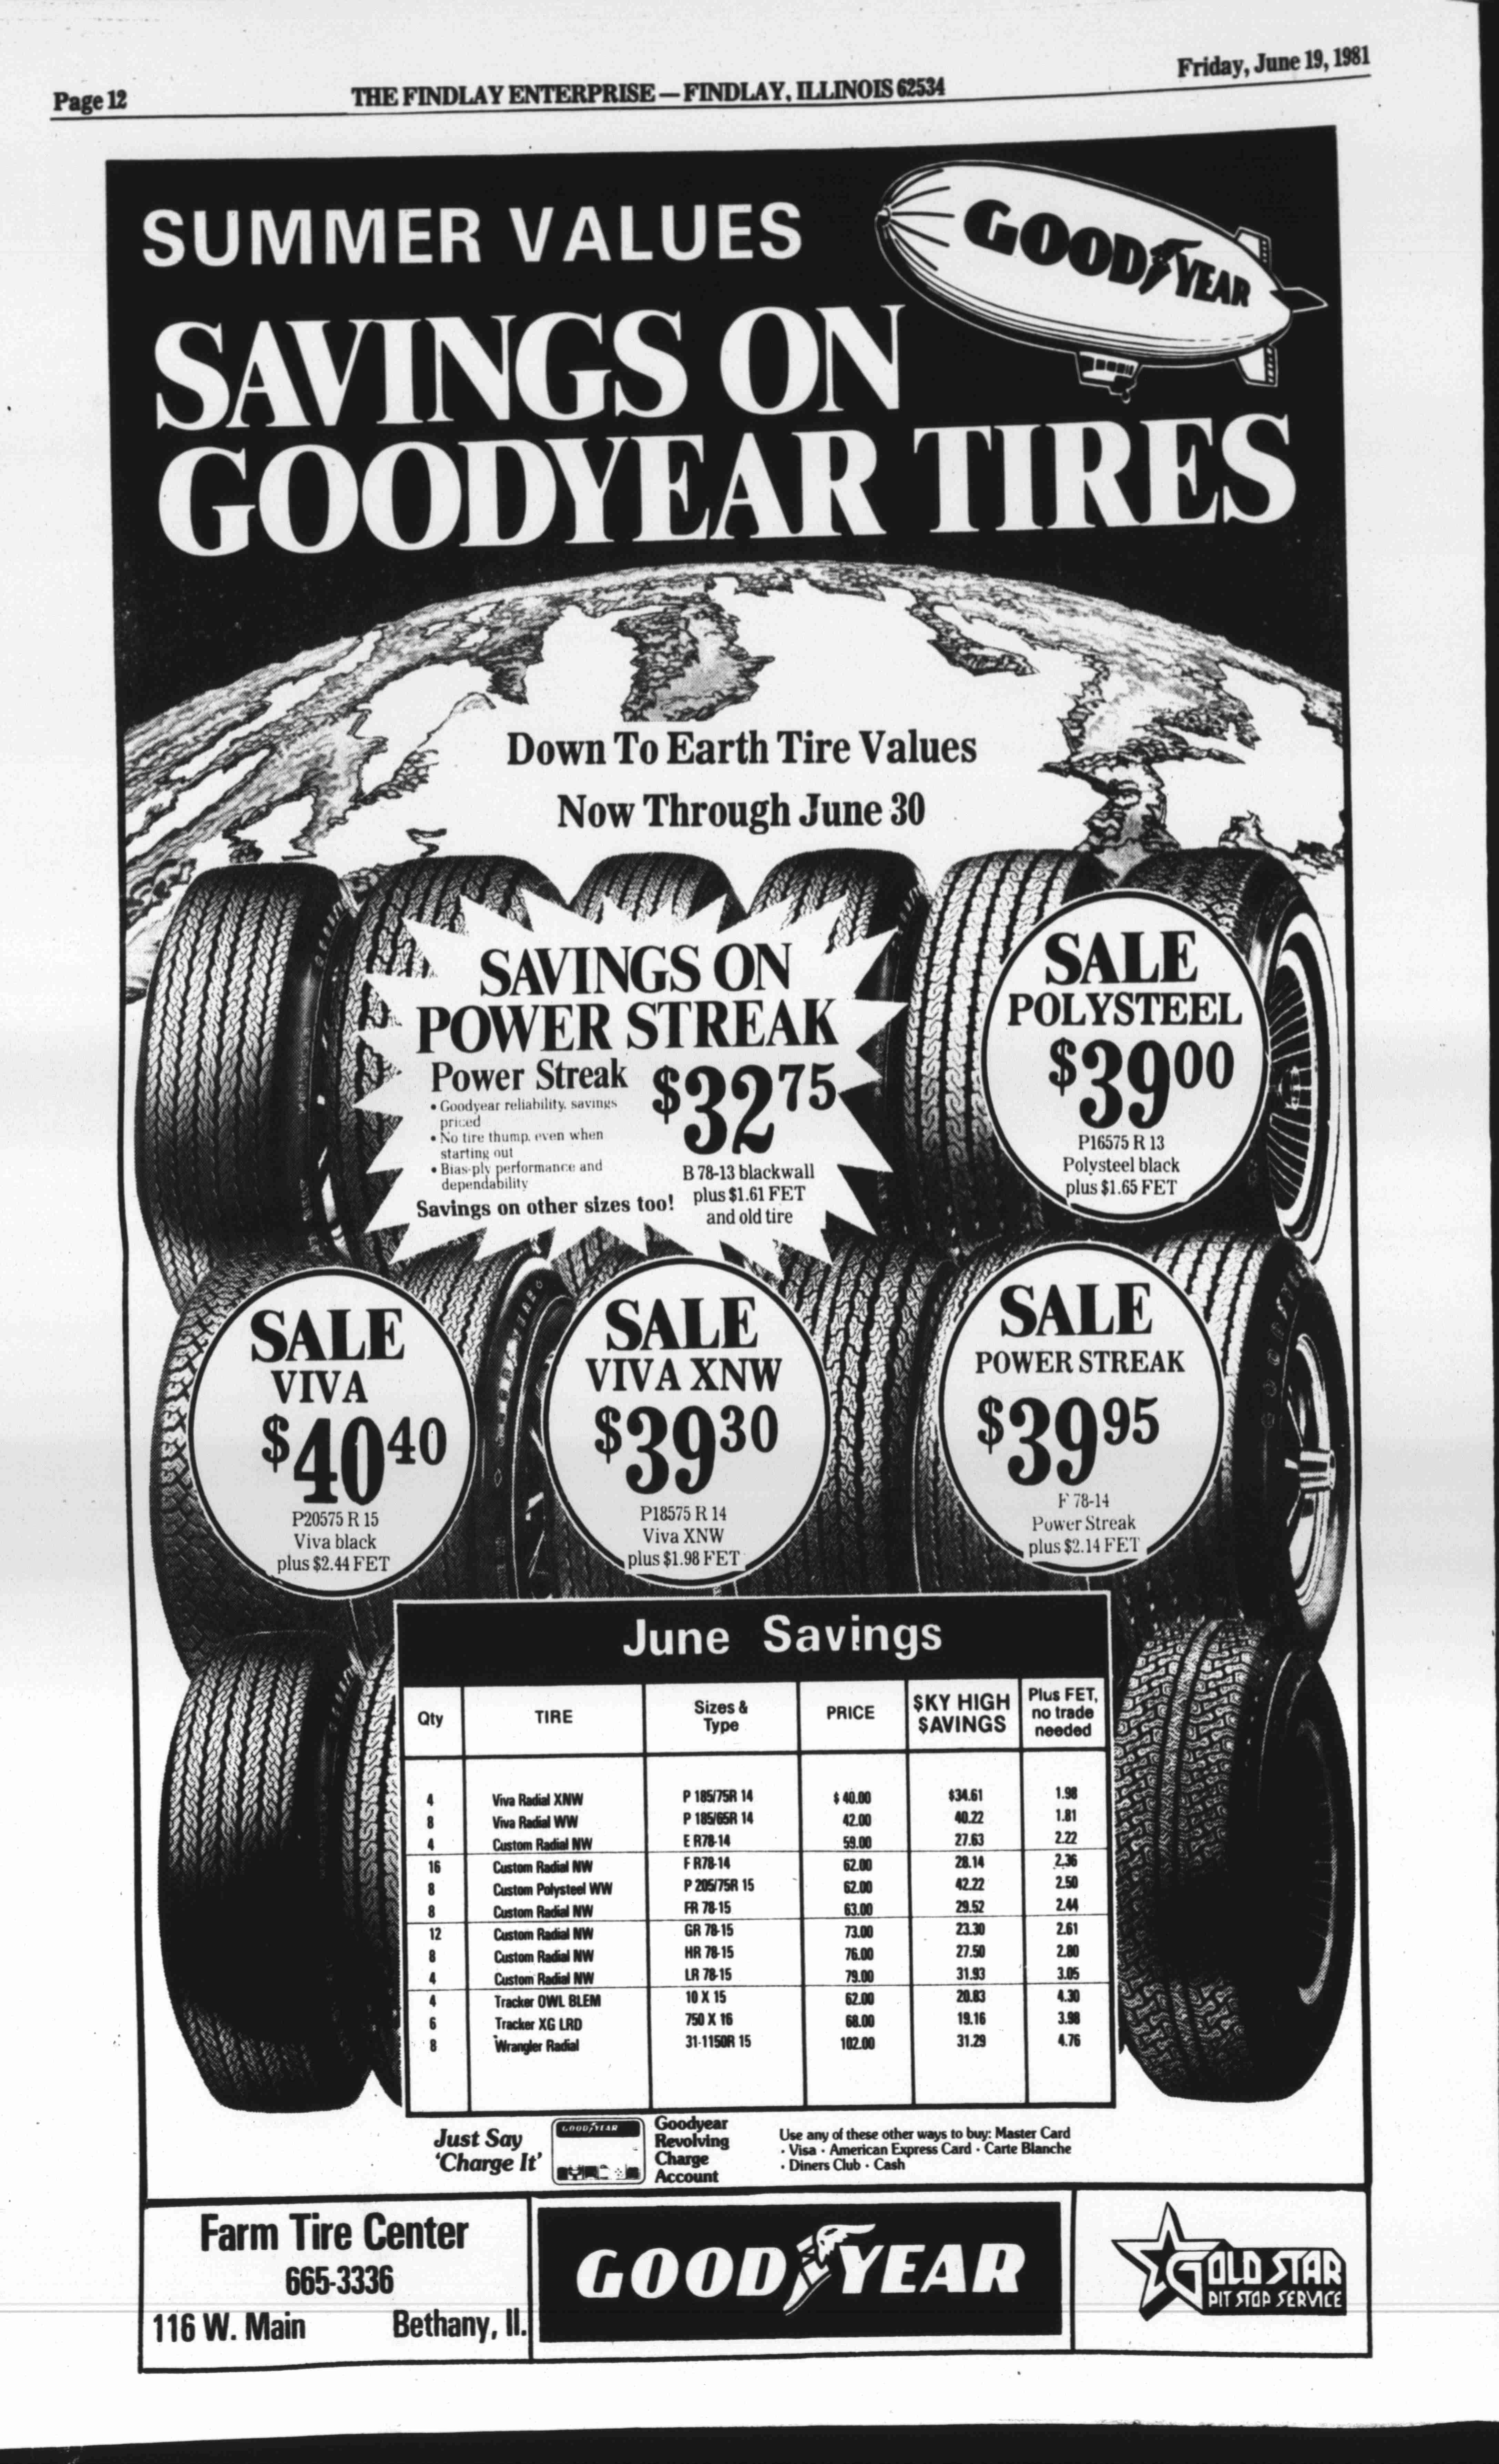 Page 12
THE FINDLAY ENTERPRISE — FINDLAY, ILLINOIS 62534
Friday, June 19, 1981
SUMMER VALUES
GOODYEAR
SAVINGS ON
GOODYEAR TIRES
Down To Earth Tire Values
Now Through June 30
SAVINGS ON
POWER STREAK
Power Streak
• Goodyear reliability, savings
priced
• No tire thump, even when
starting out
• Bias-ply performance and
dependability
Savings on other sizes too!
$32 75
B 78-13 blackwall
plus $1.61 FET
and old tire
SALE
POLYSTEEL
$39 00
P16575 R 13
Polysteel black
plus $1.65 FET
SALE
VIVA
$40 40
P20575 R 15
Viva black
plus $2.44 FET
SALE
VIVA XNW
$39 30
P18575 R 14
Viva XNW
plus $1.98 FET
SALE
POWER STREAK
$39 95
F 78-14
Power Streak
plus $2.14 FET
June Savings
Qty TIRE Sizes & Type PRICE $KY HIGH $AVINGS Plus FET, no trade needed
4 Viva Radial XNW P 185/75R 14 $ 40.00 $34.61 1.98
8 Viva Radial WW P 185/65R 14 42.00 40.22 1.81
4 Custom Radial NW E R78-14 59.00 27.63 2.22
16 Custom Radial NW F R78-14 62.00 28.14 2.36
8 Custom Polysteel WW P 205/75R 15 62.00 42.22 2.50
8 Custom Radial NW FR 78-15 63.00 29.52 2.44
12 Custom Radial NW GR 78-15 73.00 23.30 2.61
8 Custom Radial NW HR 78-15 76.00 27.50 2.80
4 Custom Radial NW LR 78-15 79.00 31.93 3.05
4 Tracker OWL BLEM 10 X 15 62.00 20.83 4.30
6 Tracker XG LRD 750 X 16 68.00 19.16 3.98
8 Wrangler Radial 31-1150R 15 102.00 31.29 4.76
Just Say
'Charge It'
GOODYEAR
Goodyear
Revolving
Charge
Account
Use any of these other ways to buy: Master Card
• Visa • American Express Card • Carte Blanche
• Diners Club • Cash
Farm Tire Center
665-3336
116 W. Main Bethany, Il.
GOODYEAR
GOLD STAR
PIT STOP SERVICE